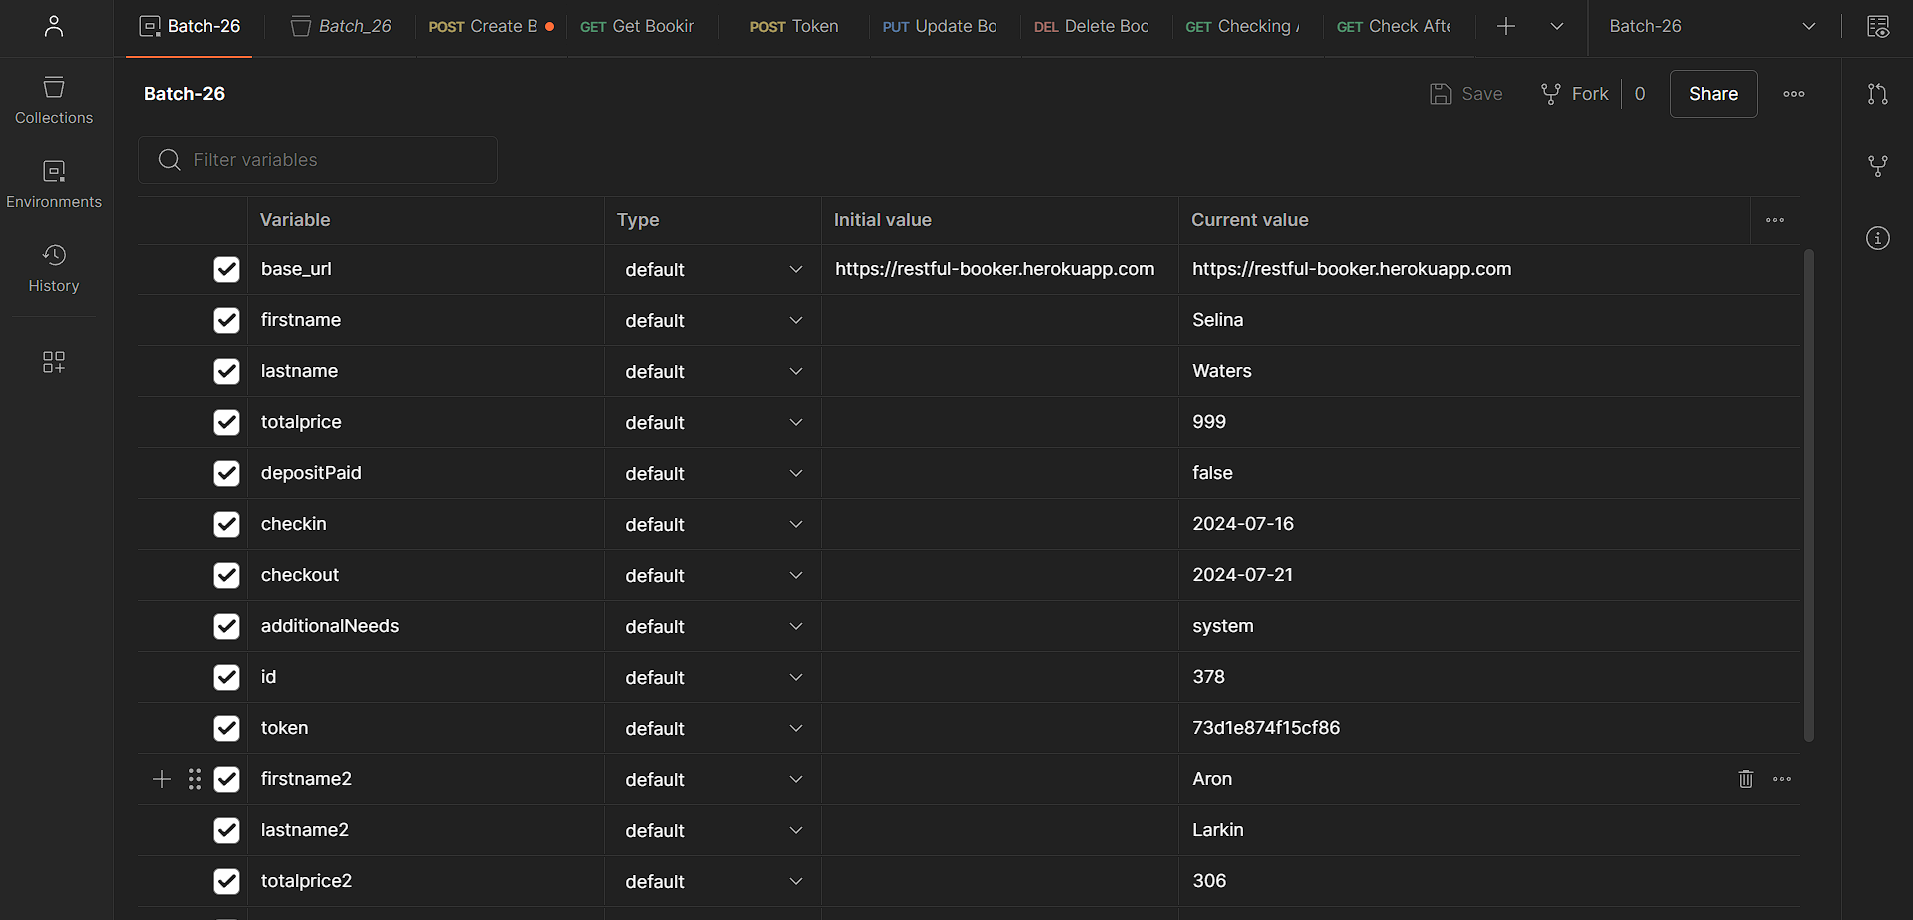 Batch-26
Batch_26
POST Create B
GET Get Bookir
POST Token
PUT Update Bo
DEL Delete Boc
GET Checking
GET Check Aft
Batch-26
Collections
Environments
History
Batch-26
Save
Fork 0
Share
Filter variables
Variable Type Initial value Current value
base_url default https://restful-booker.herokuapp.com https://restful-booker.herokuapp.com
firstname default Selina
lastname default Waters
totalprice default 999
depositPaid default false
checkin default 2024-07-16
checkout default 2024-07-21
additionalNeeds default system
id default 378
token default 73d1e874f15cf86
firstname2 default Aron
lastname2 default Larkin
totalprice2 default 306